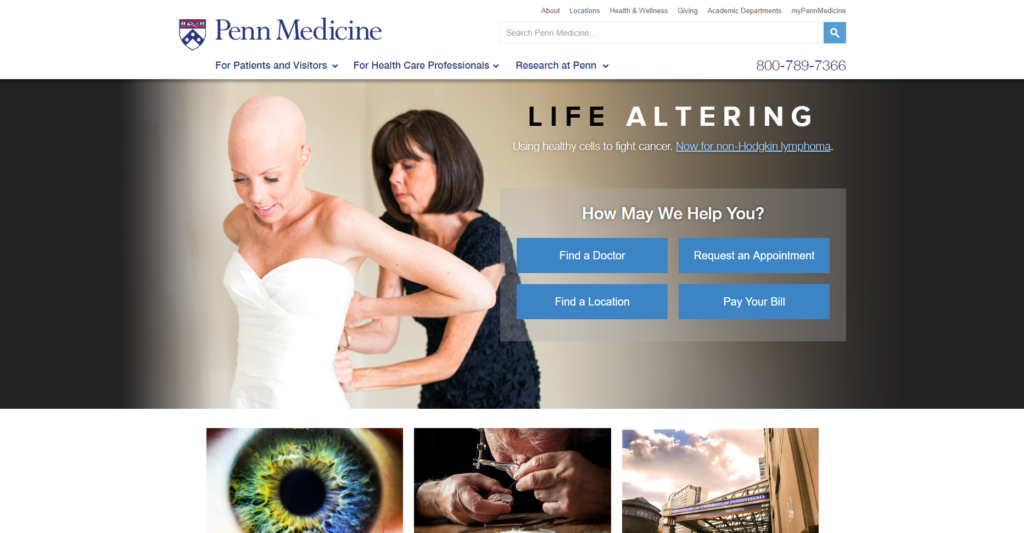 About Locations Health & Wellness Giving Academic Departments myPennMedicine
Penn Medicine
Search Penn Medicine...
For Patients and Visitors For Health Care Professionals Research at Penn 800-789-7366
LIFE ALTERING
Using healthy cells to fight cancer. Now for non-Hodgkin lymphoma.
How May We Help You?
Find a Doctor Request an Appointment
Find a Location Pay Your Bill